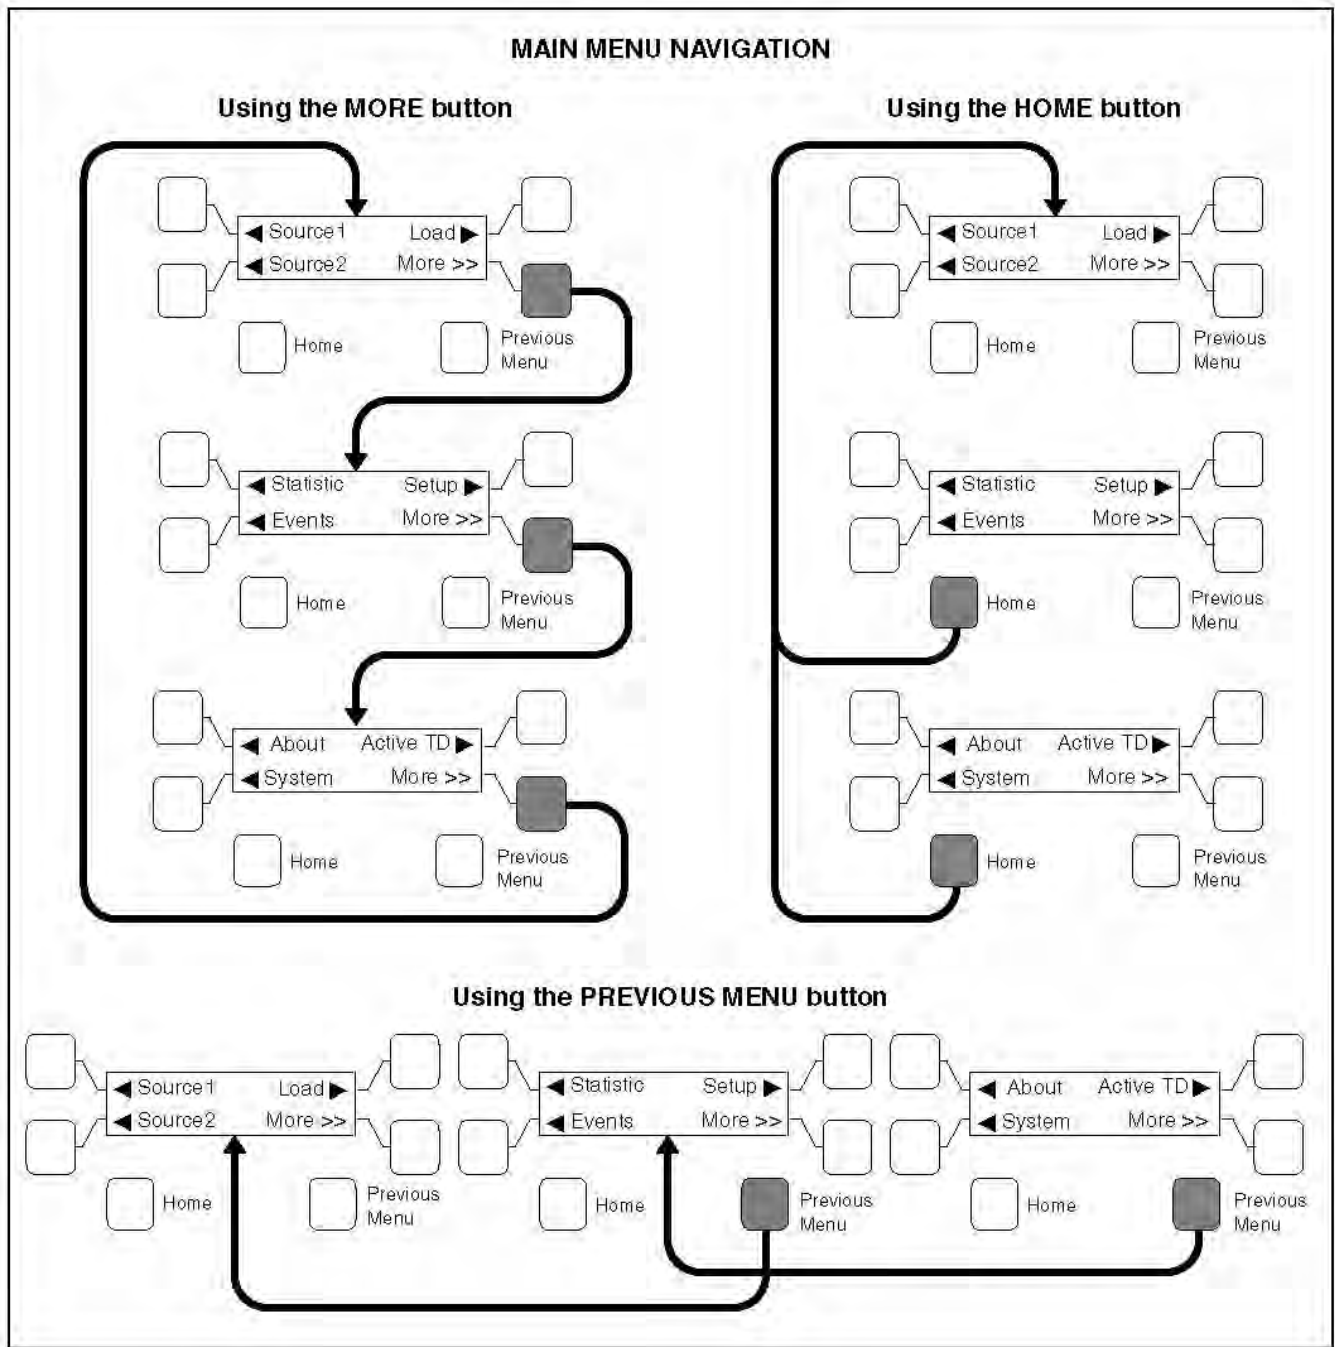 MAIN MENU NAVIGATION
Using the MORE button
◀ Source1 Load ▶
◀ Source2 More >>
Home
Previous
Menu
◀ Statistic Setup ▶
◀ Events More >>
Home
Previous
Menu
◀ About Active TD ▶
◀ System More >>
Home
Previous
Menu
Using the HOME button
◀ Source1 Load ▶
◀ Source2 More >>
Home
Previous
Menu
◀ Statistic Setup ▶
◀ Events More >>
Home
Previous
Menu
◀ About Active TD ▶
◀ System More >>
Home
Previous
Menu
Using the PREVIOUS MENU button
◀ Source1 Load ▶
◀ Source2 More >>
Home
Previous
Menu
◀ Statistic Setup ▶
◀ Events More >>
Home
Previous
Menu
◀ About Active TD ▶
◀ System More >>
Home
Previous
Menu